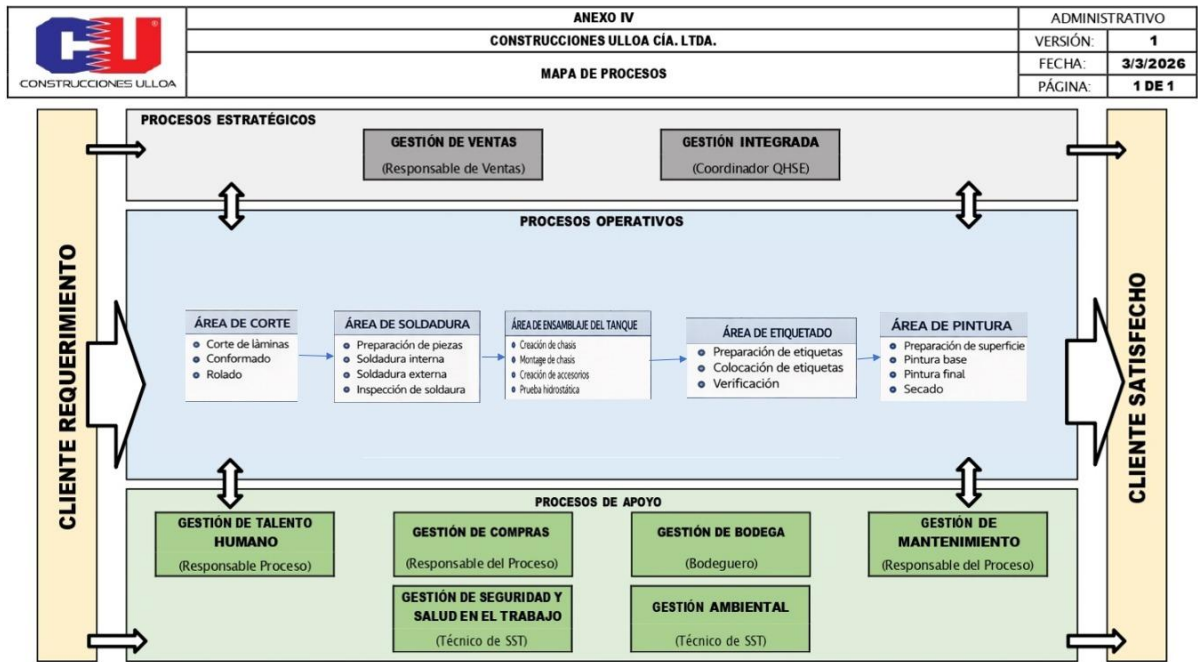 CU
®
CONSTRUCCIONES ULLOA
ANEXO IV
CONSTRUCCIONES ULLOA CÍA. LTDA.
MAPA DE PROCESOS
ADMINISTRATIVO
VERSIÓN: 1
FECHA: 3/3/2026
PÁGINA: 1 DE 1
CLIENTE REQUERIMIENTO
PROCESOS ESTRATÉGICOS
GESTIÓN DE VENTAS
(Responsable de Ventas)
GESTIÓN INTEGRADA
(Coordinador QHSE)
PROCESOS OPERATIVOS
ÁREA DE CORTE
Corte de làminas
Conformado
Rolado
ÁREA DE SOLDADURA
Preparación de piezas
Soldadura interna
Soldadura externa
Inspección de soldaura
ÁREA DE ENSAMBLAJE DEL TANQUE
Creación de chasis
Montage de chasis
Creación de accesorios
Prueba hidrostática
ÁREA DE ETIQUETADO
Preparación de etiquetas
Colocación de etiquetas
Verificación
ÁREA DE PINTURA
Preparación de superficie
Pintura base
Pintura final
Secado
PROCESOS DE APOYO
GESTIÓN DE TALENTO
HUMANO
(Responsable Proceso)
GESTIÓN DE COMPRAS
(Responsable del Proceso)
GESTIÓN DE BODEGA
(Bodeguero)
GESTIÓN DE
MANTENIMIENTO
(Responsable del Proceso)
GESTIÓN DE SEGURIDAD Y
SALUD EN EL TRABAJO
(Técnico de SST)
GESTIÓN AMBIENTAL
(Técnico de SST)
CLIENTE SATISFECHO